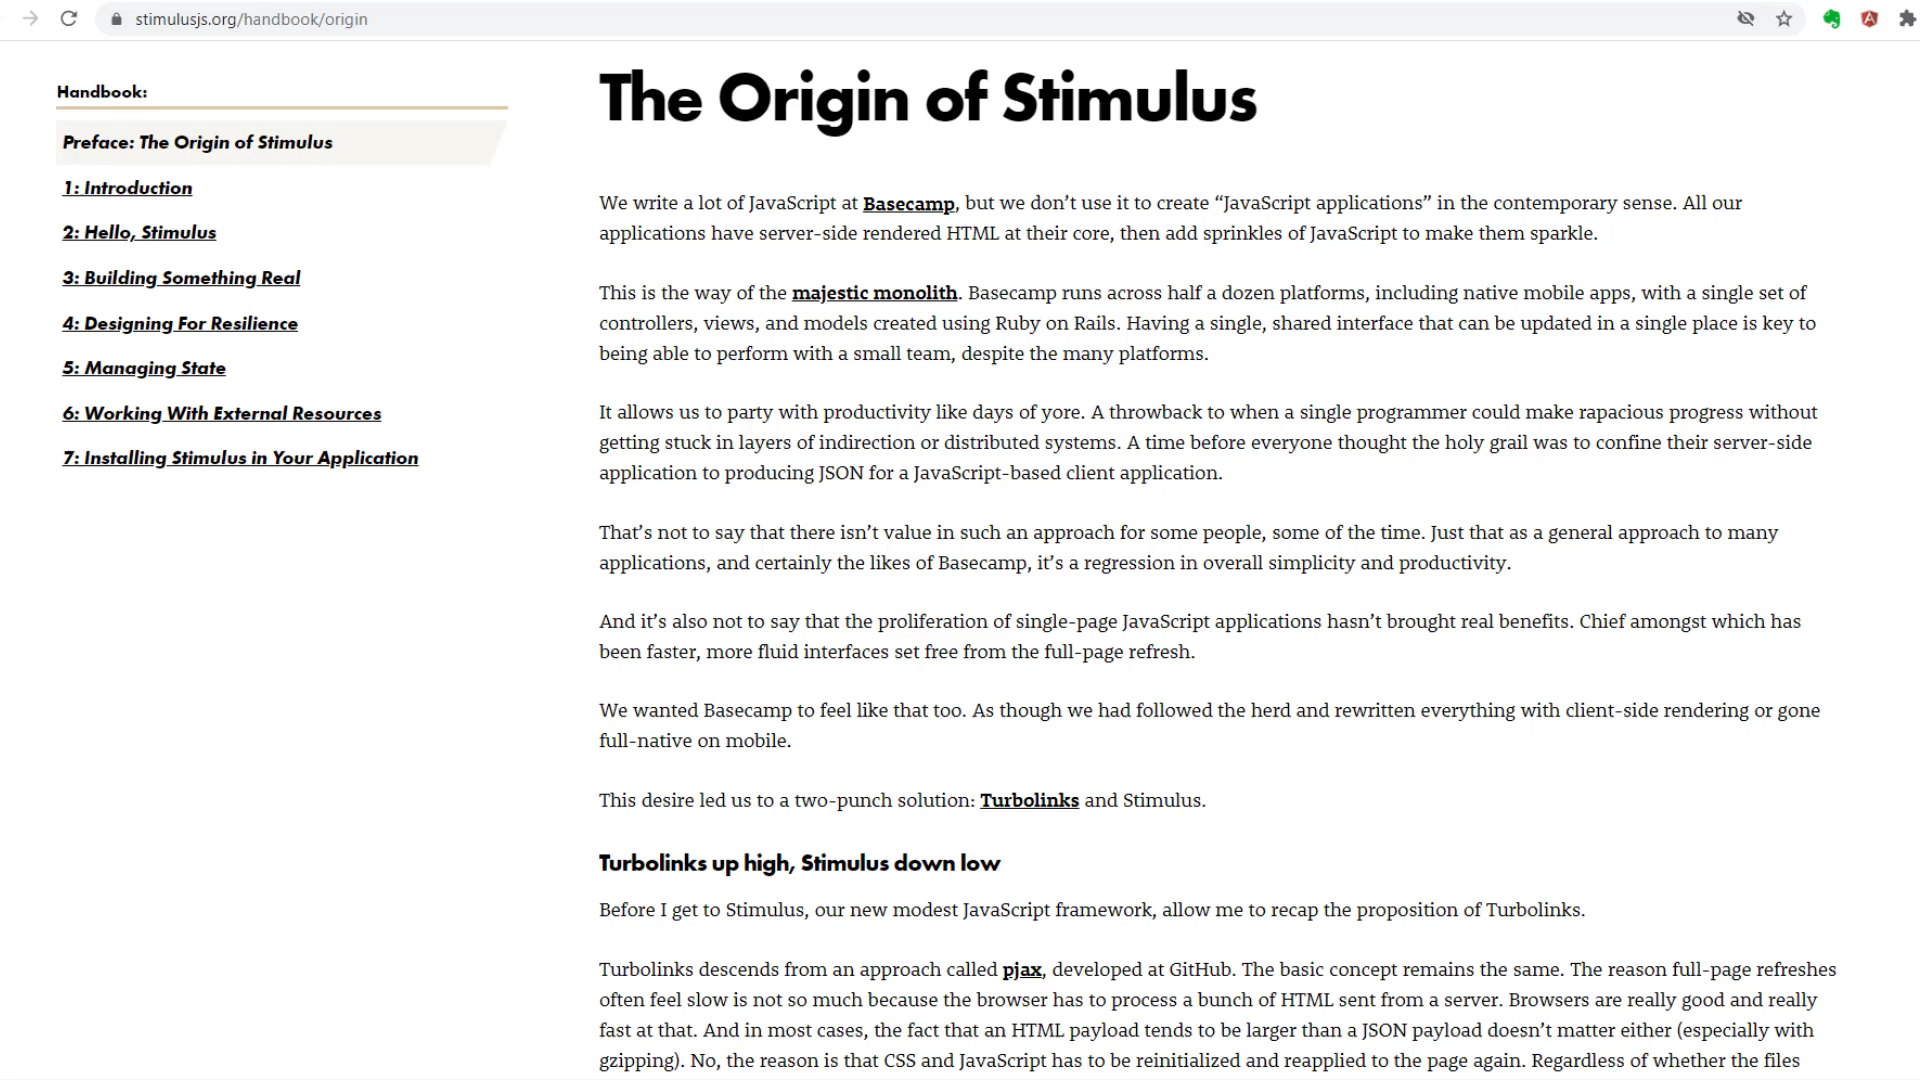 stimulusjs.org/handbook/origin
Handbook:
Preface: The Origin of Stimulus
1: Introduction
2: Hello, Stimulus
3: Building Something Real
4: Designing For Resilience
5: Managing State
6: Working With External Resources
7: Installing Stimulus in Your Application
The Origin of Stimulus
We write a lot of JavaScript at Basecamp, but we don’t use it to create “JavaScript applications” in the contemporary sense. All our
applications have server-side rendered HTML at their core, then add sprinkles of JavaScript to make them sparkle.
This is the way of the majestic monolith. Basecamp runs across half a dozen platforms, including native mobile apps, with a single set of
controllers, views, and models created using Ruby on Rails. Having a single, shared interface that can be updated in a single place is key to
being able to perform with a small team, despite the many platforms.
It allows us to party with productivity like days of yore. A throwback to when a single programmer could make rapacious progress without
getting stuck in layers of indirection or distributed systems. A time before everyone thought the holy grail was to confine their server-side
application to producing JSON for a JavaScript-based client application.
That’s not to say that there isn’t value in such an approach for some people, some of the time. Just that as a general approach to many
applications, and certainly the likes of Basecamp, it’s a regression in overall simplicity and productivity.
And it’s also not to say that the proliferation of single-page JavaScript applications hasn’t brought real benefits. Chief amongst which has
been faster, more fluid interfaces set free from the full-page refresh.
We wanted Basecamp to feel like that too. As though we had followed the herd and rewritten everything with client-side rendering or gone
full-native on mobile.
This desire led us to a two-punch solution: Turbolinks and Stimulus.
Turbolinks up high, Stimulus down low
Before I get to Stimulus, our new modest JavaScript framework, allow me to recap the proposition of Turbolinks.
Turbolinks descends from an approach called pjax, developed at GitHub. The basic concept remains the same. The reason full-page refreshes
often feel slow is not so much because the browser has to process a bunch of HTML sent from a server. Browsers are really good and really
fast at that. And in most cases, the fact that an HTML payload tends to be larger than a JSON payload doesn’t matter either (especially with
gzipping). No, the reason is that CSS and JavaScript has to be reinitialized and reapplied to the page again. Regardless of whether the files